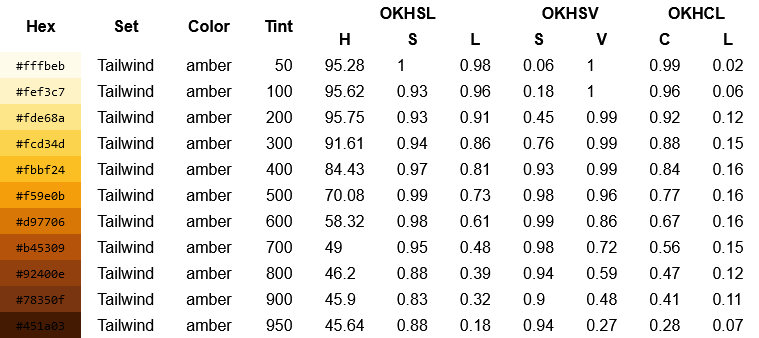 Hex Set Color Tint OKHSL OKHSV OKHCL
H S L S V C L
#fffbeb Tailwind amber 50 95.28 1 0.98 0.06 1 0.99 0.02
#fef3c7 Tailwind amber 100 95.62 0.93 0.96 0.18 1 0.96 0.06
#fde68a Tailwind amber 200 95.75 0.93 0.91 0.45 0.99 0.92 0.12
#fcd34d Tailwind amber 300 91.61 0.94 0.86 0.76 0.99 0.88 0.15
#fbbf24 Tailwind amber 400 84.43 0.97 0.81 0.93 0.99 0.84 0.16
#f59e0b Tailwind amber 500 70.08 0.99 0.73 0.98 0.96 0.77 0.16
#d97706 Tailwind amber 600 58.32 0.98 0.61 0.99 0.86 0.67 0.16
#b45309 Tailwind amber 700 49 0.95 0.48 0.98 0.72 0.56 0.15
#92400e Tailwind amber 800 46.2 0.88 0.39 0.94 0.59 0.47 0.12
#78350f Tailwind amber 900 45.9 0.83 0.32 0.9 0.48 0.41 0.11
#451a03 Tailwind amber 950 45.64 0.88 0.18 0.94 0.27 0.28 0.07